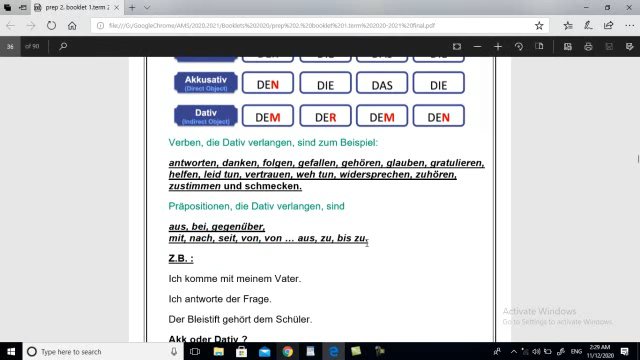 prep 2. booklet 1.term 2
file:///G:/GoogleChrome/AMS/2020.2021/Booklets%202020/prep%202.%20booklet%201.term%202020-2021%20final.pdf
36 of 90
Akkusativ DEN DIE DAS DIE
(Direct Object)
Dativ DEM DER DEM DEN
(Indirect Object)
Verben, die Dativ verlangen, sind zum Beispiel:
antworten, danken, folgen, gefallen, gehören, glauben, gratulieren,
helfen, leid tun, vertrauen, weh tun, widersprechen, zuhören,
zustimmen und schmecken.
Präpositionen, die Dativ verlangen, sind
aus, bei, gegenüber,
mit, nach, seit, von, von … aus, zu, bis zu.
Z.B. :
Ich komme mit meinem Vater.
Ich antworte der Frage.
Der Bleistift gehört dem Schüler.
Akk oder Dativ ?
Activate Windows
Go to Settings to activate Windows.
Type here to search
ENG
2:29 AM
11/12/2020